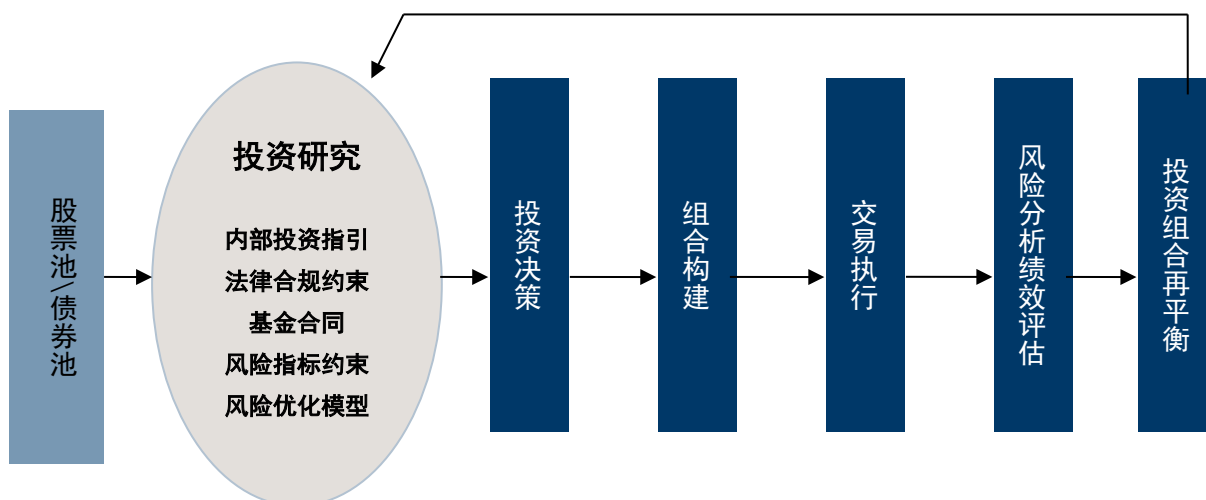 股票池/债券池
投资研究
内部投资指引
法律合规约束
基金合同
风险指标约束
风险优化模型
投资决策
组合构建
交易执行
风险分析绩效评估
投资组合再平衡